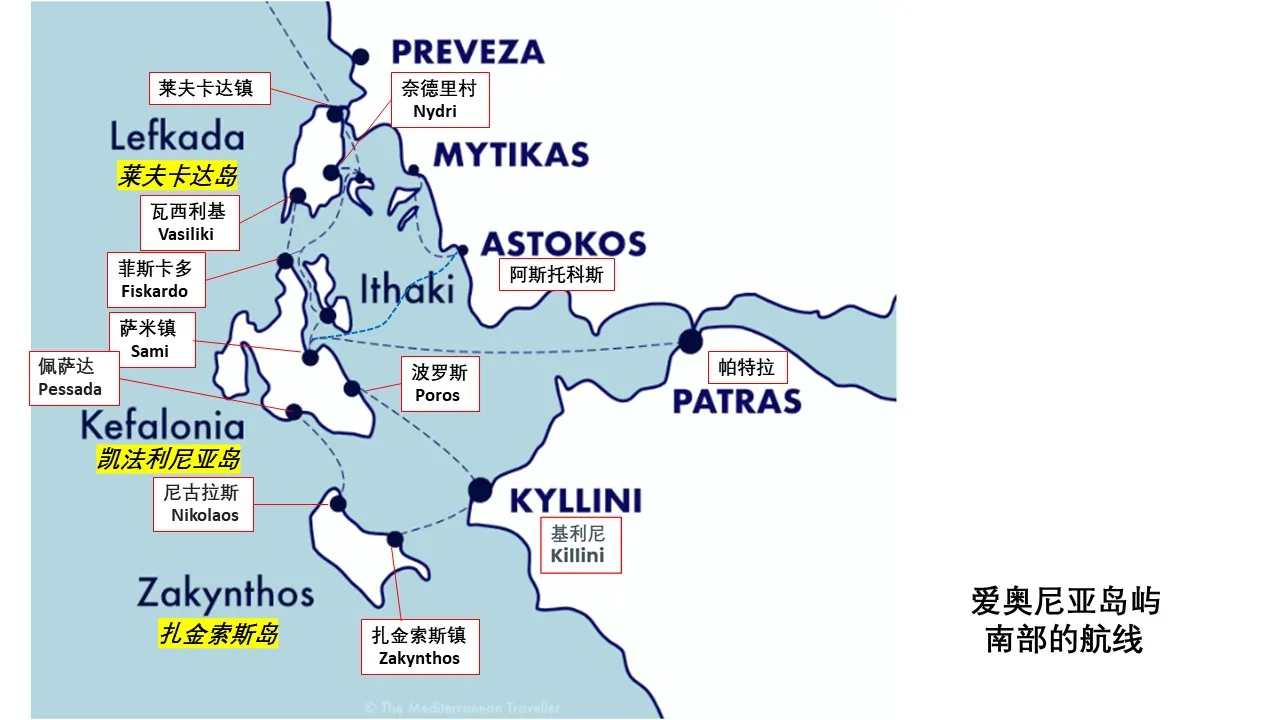 PREVEZA
莱夫卡达镇
奈德里村
Nydri
Lefkada
莱夫卡达岛
MYTIKAS
瓦西利基
Vasiliki
ASTOKOS
阿斯托科斯
菲斯卡多
Fiskardo
Ithaki
萨米镇
Sami
佩萨达
Pessada
波罗斯
Poros
帕特拉
PATRAS
Kefalonia
凯法利尼亚岛
尼古拉斯
Nikolaos
KYLLINI
基利尼
Killini
Zakynthos
扎金索斯岛
扎金索斯镇
Zakynthos
爱奥尼亚岛屿
南部的航线
© The Mediterranean Traveller